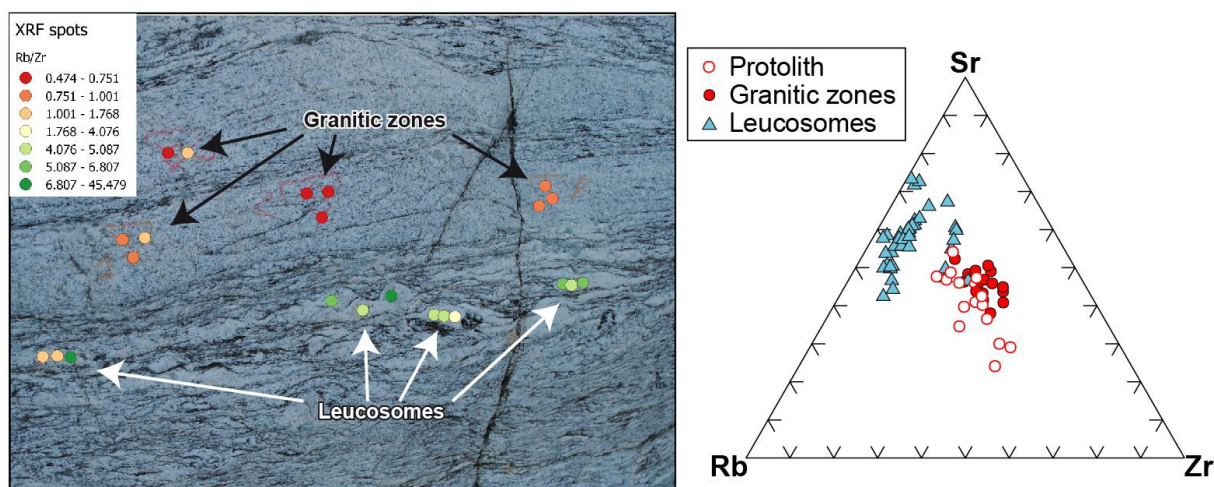 XRF spots
Rb/Zr
0.474 - 0.751
0.751 - 1.001
1.001 - 1.768
1.768 - 4.076
4.076 - 5.087
5.087 - 6.807
6.807 - 45.479
Granitic zones
Leucosomes
Protolith
Granitic zones
Leucosomes
Sr
Rb
Zr